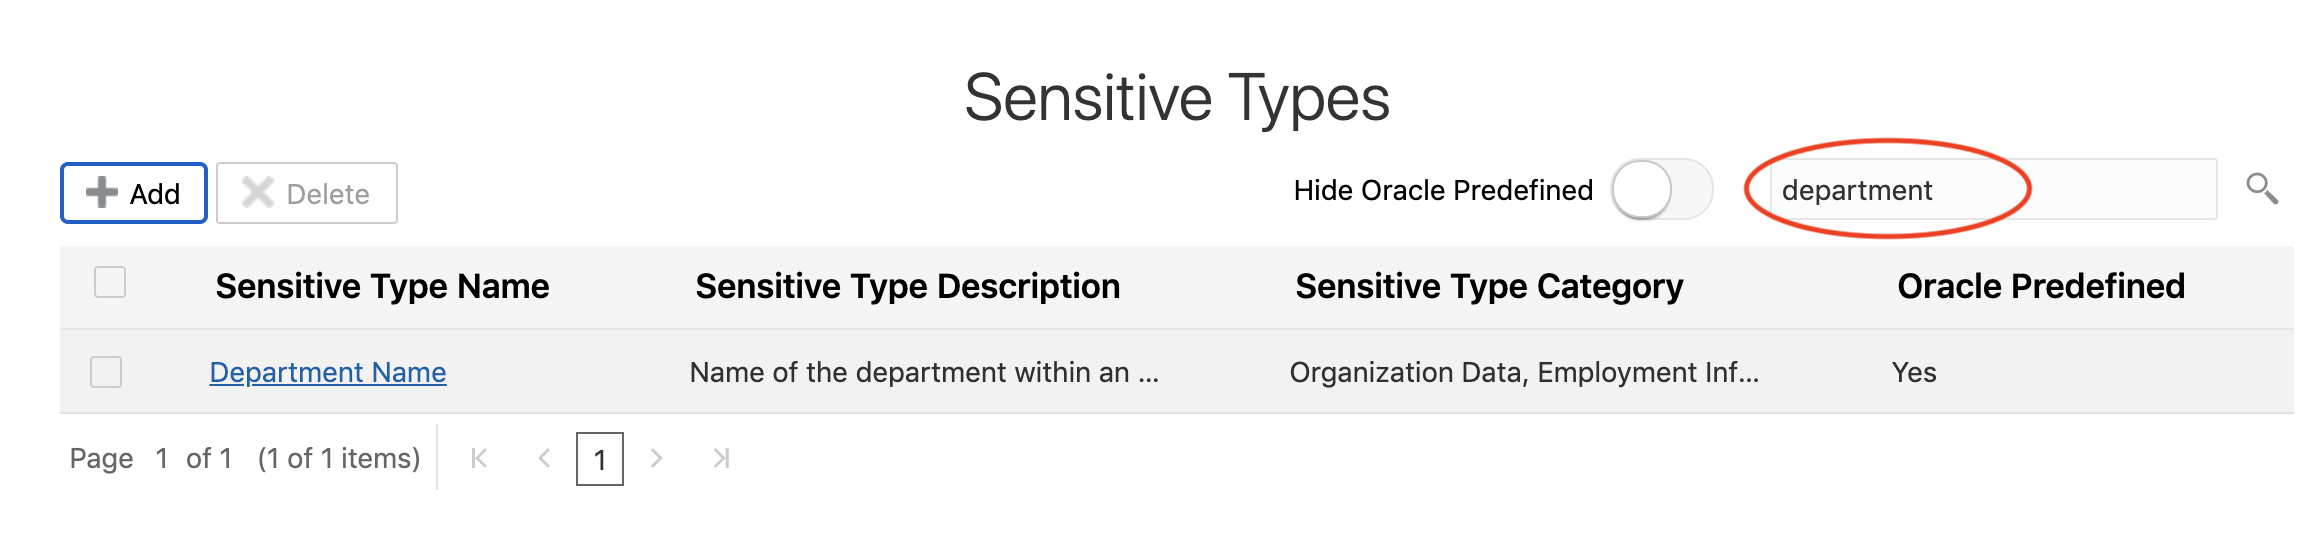 Sensitive Types
Add Delete Hide Oracle Predefined department
Sensitive Type Name Sensitive Type Description Sensitive Type Category Oracle Predefined
Department Name Name of the department within an ... Organization Data, Employment Inf... Yes
Page 1 of 1 (1 of 1 items) 1